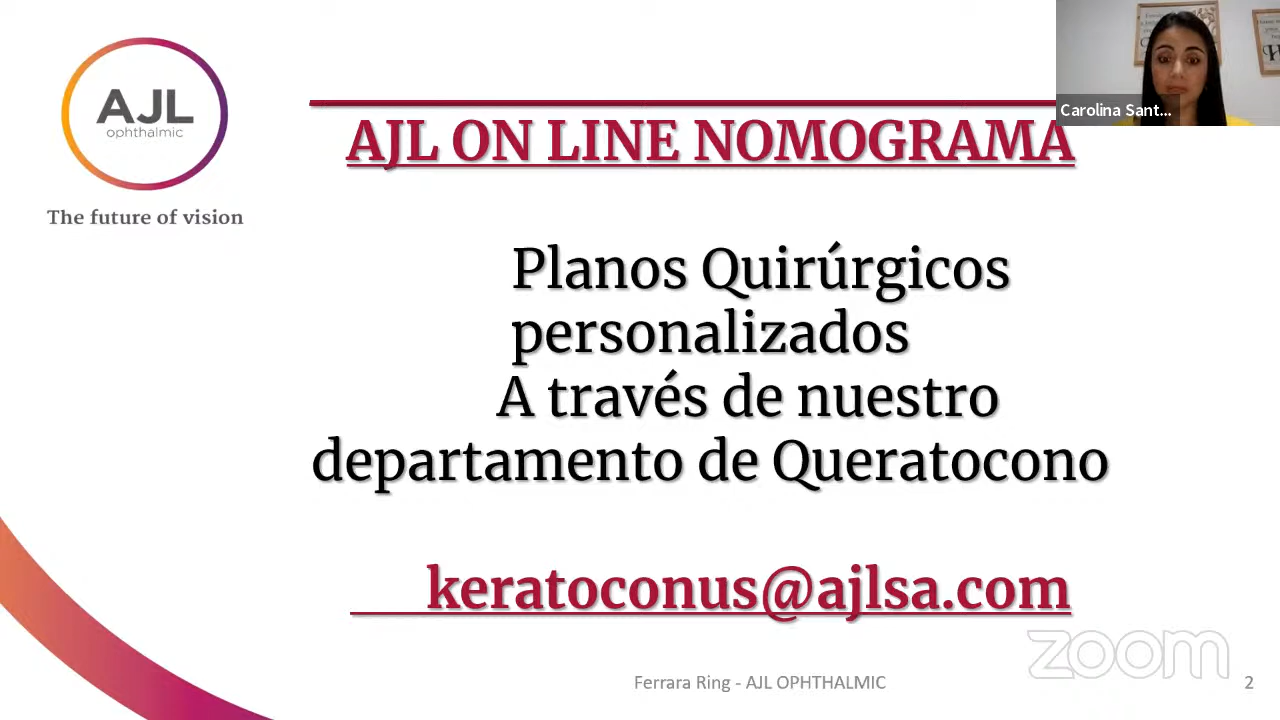 AJL
ophthalmic
The future of vision
Carolina Sant...
AJL ON LINE NOMOGRAMA
Planos Quirúrgicos
personalizados
A través de nuestro
departamento de Queratocono
keratoconus@ajlsa.com
zoom
Ferrara Ring - AJL OPHTHALMIC
2